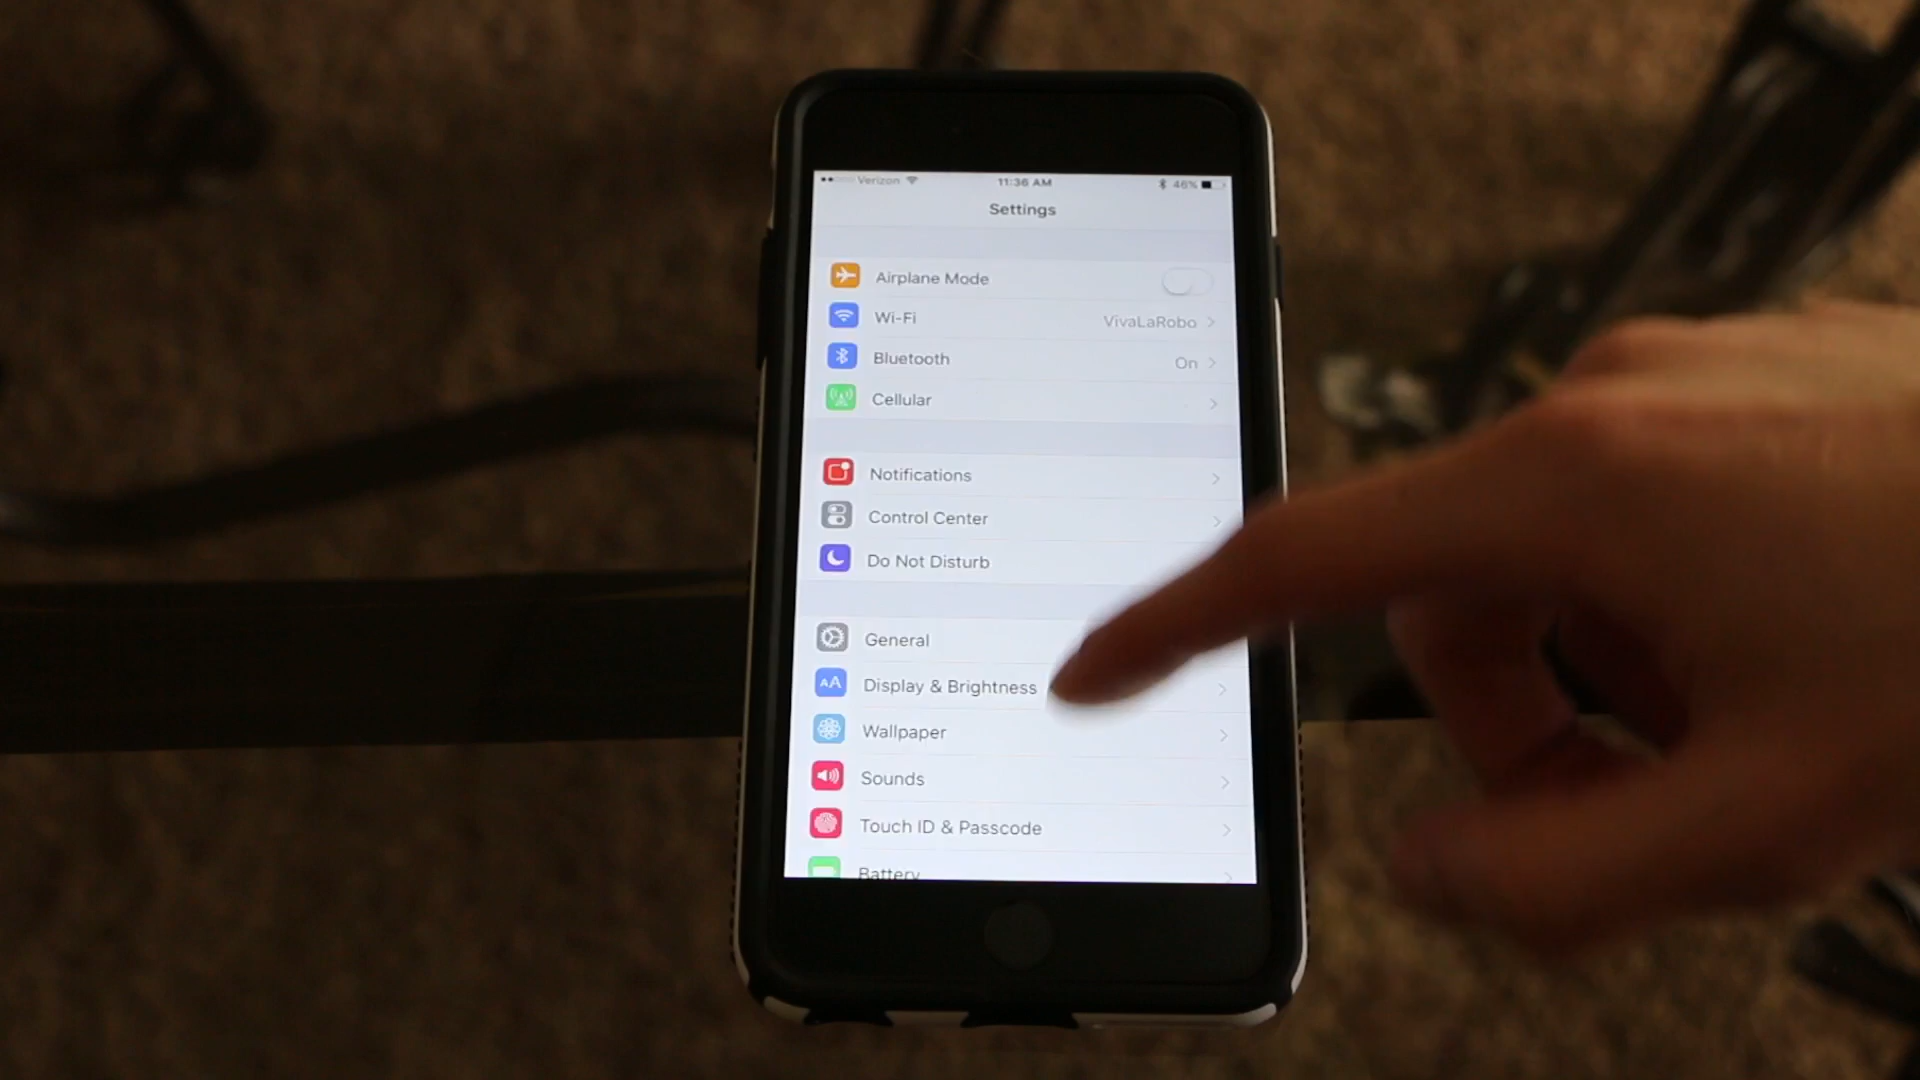 Verizon 11:36 AM 46%
Settings
Airplane Mode
Wi-Fi VivaLaRobo
Bluetooth On
Cellular
Notifications
Control Center
Do Not Disturb
General
AA Display & Brightness
Wallpaper
Sounds
Touch ID & Passcode
Battery